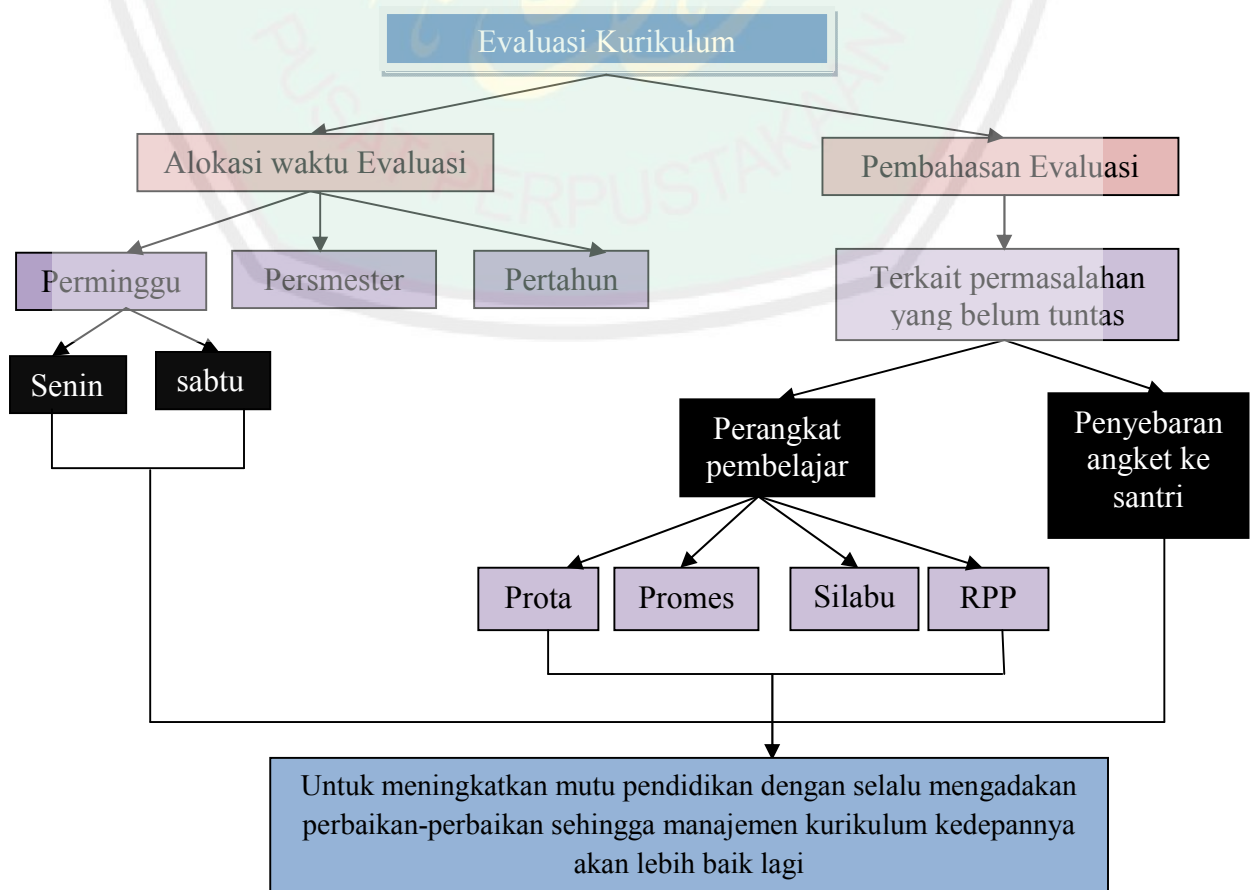 Evaluasi Kurikulum
PUSAT PERPUSTAKAAN
Alokasi waktu Evaluasi
Pembahasan Evaluasi
Perminggu
Persmester
Pertahun
Terkait permasalahan
yang belum tuntas
Senin
sabtu
Perangkat
pembelajar
Penyebaran
angket ke
santri
Prota
Promes
Silabu
RPP
Untuk meningkatkan mutu pendidikan dengan selalu mengadakan
perbaikan-perbaikan sehingga manajemen kurikulum kedepannya
akan lebih baik lagi